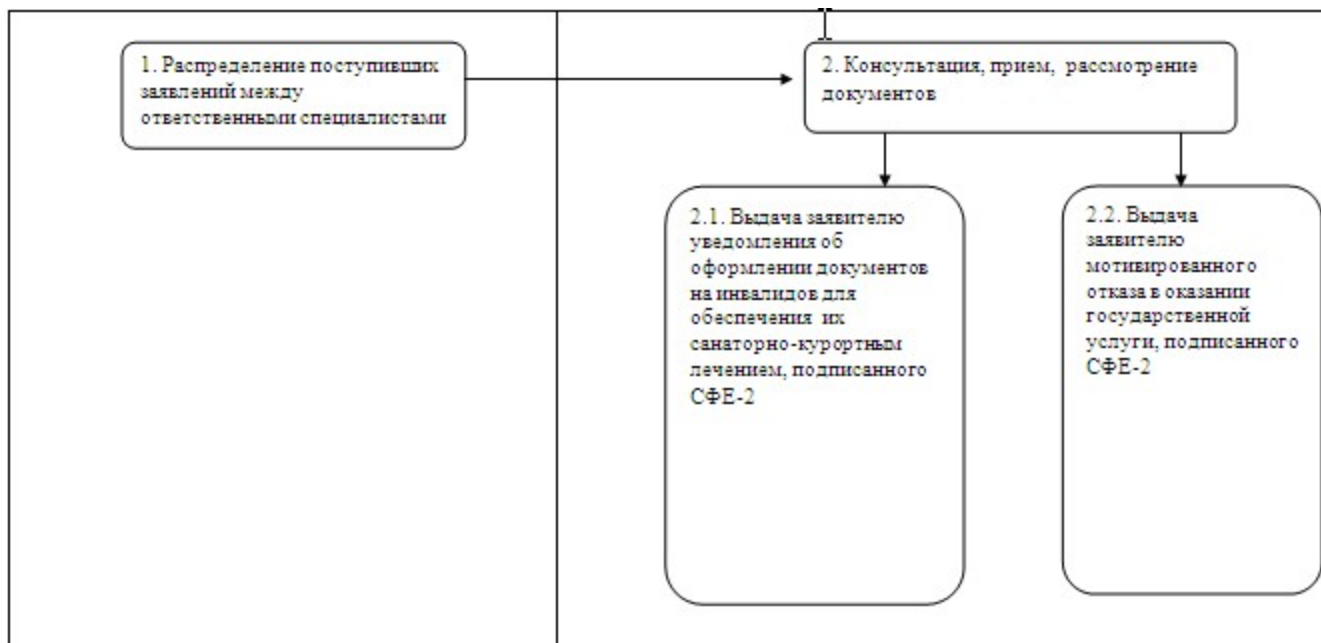 1. Распределение поступивших
заявлений между
ответственными специалистами
2. Консультация, прием, рассмотрение
документов
2.1. Выдача заявителю
уведомления об
оформлении документов
на инвалидов для
обеспечения их
санаторно-курортным
лечением, подписанного
СФЕ-2
2.2. Выдача
заявителю
мотивированного
отказа в оказании
государственной
услуги, подписанного
СФЕ-2